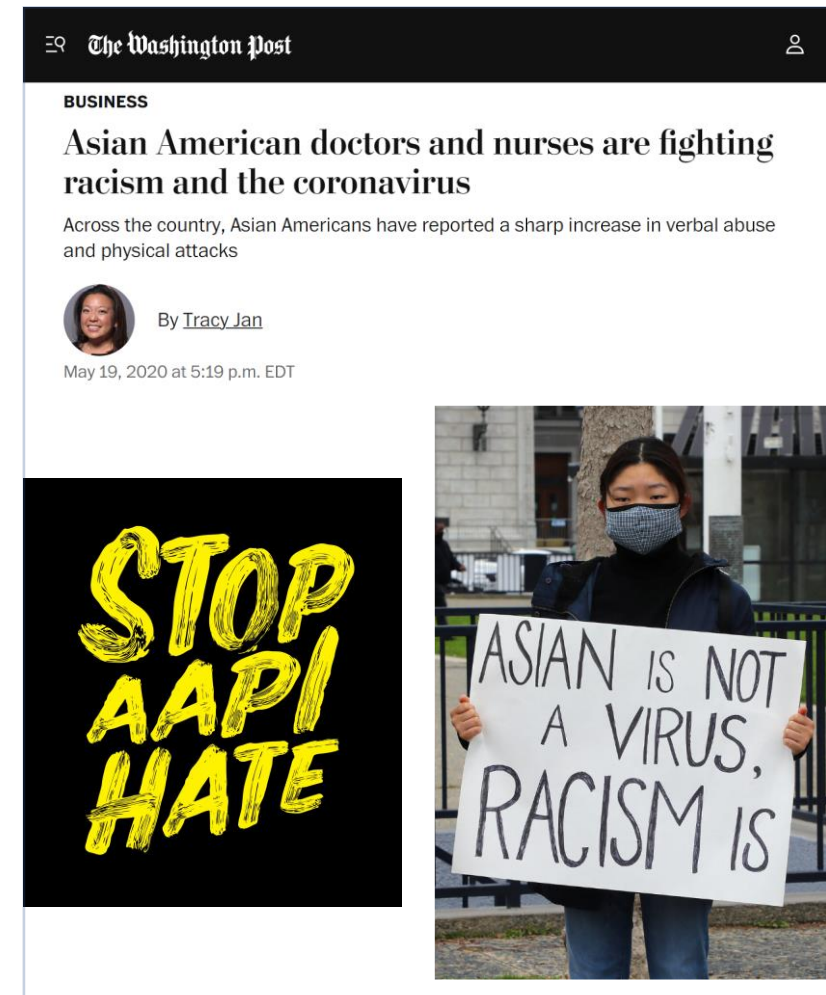 The Washington Post
BUSINESS
Asian American doctors and nurses are fighting
racism and the coronavirus
Across the country, Asian Americans have reported a sharp increase in verbal abuse
and physical attacks
By Tracy Jan
May 19, 2020 at 5:19 p.m. EDT
STOP
AAPI
HATE
ASIAN IS NOT
A VIRUS,
RACISM IS